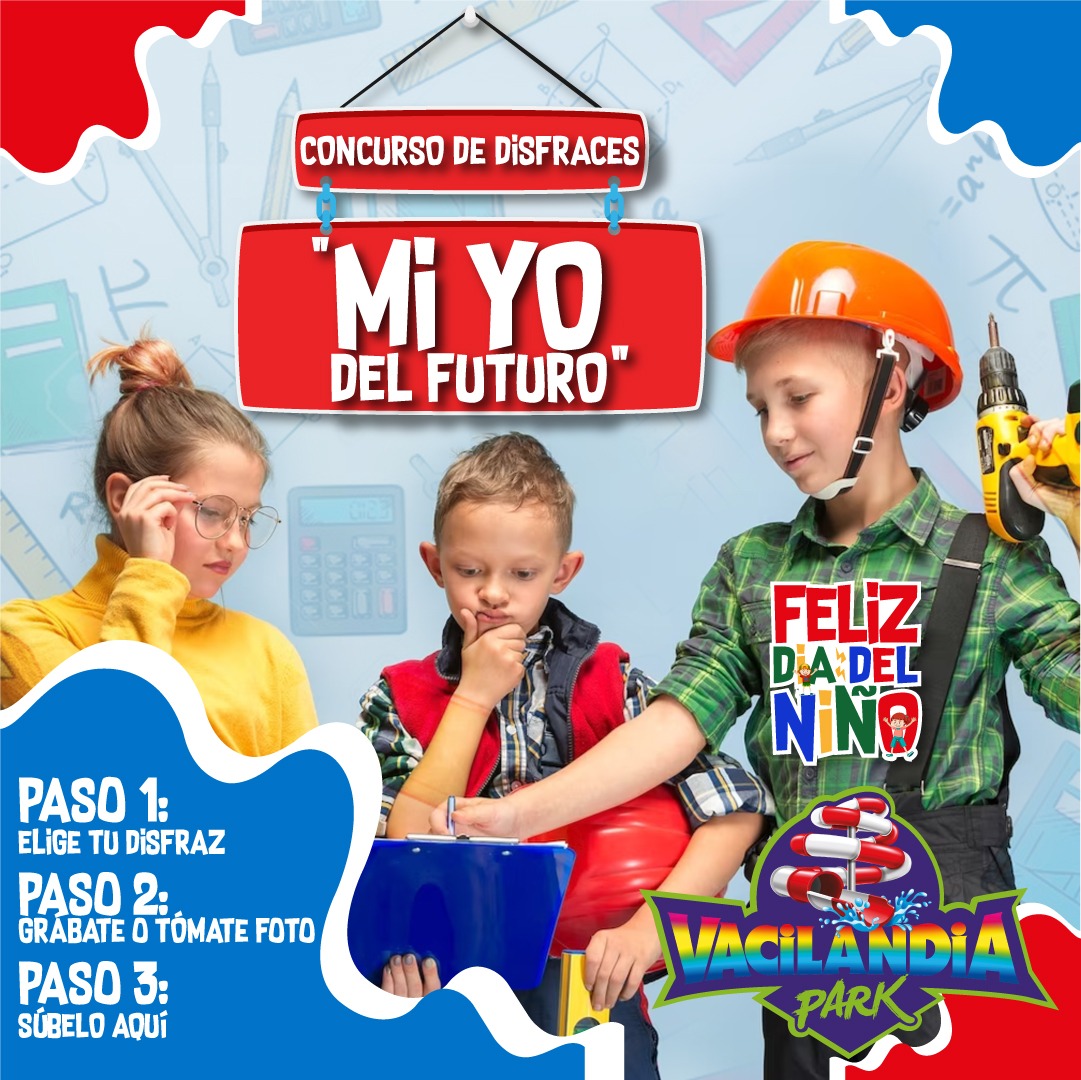 CONCURSO DE DISFRACES
"MI YO
DEL FUTURO"
FELIZ
DIA DEL
NIÑO
PASO 1:
ELIGE TU DISFRAZ
PASO 2:
GRÁBATE O TÓMATE FOTO
PASO 3:
SÚBELO AQUÍ
VACILANDIA
PARK